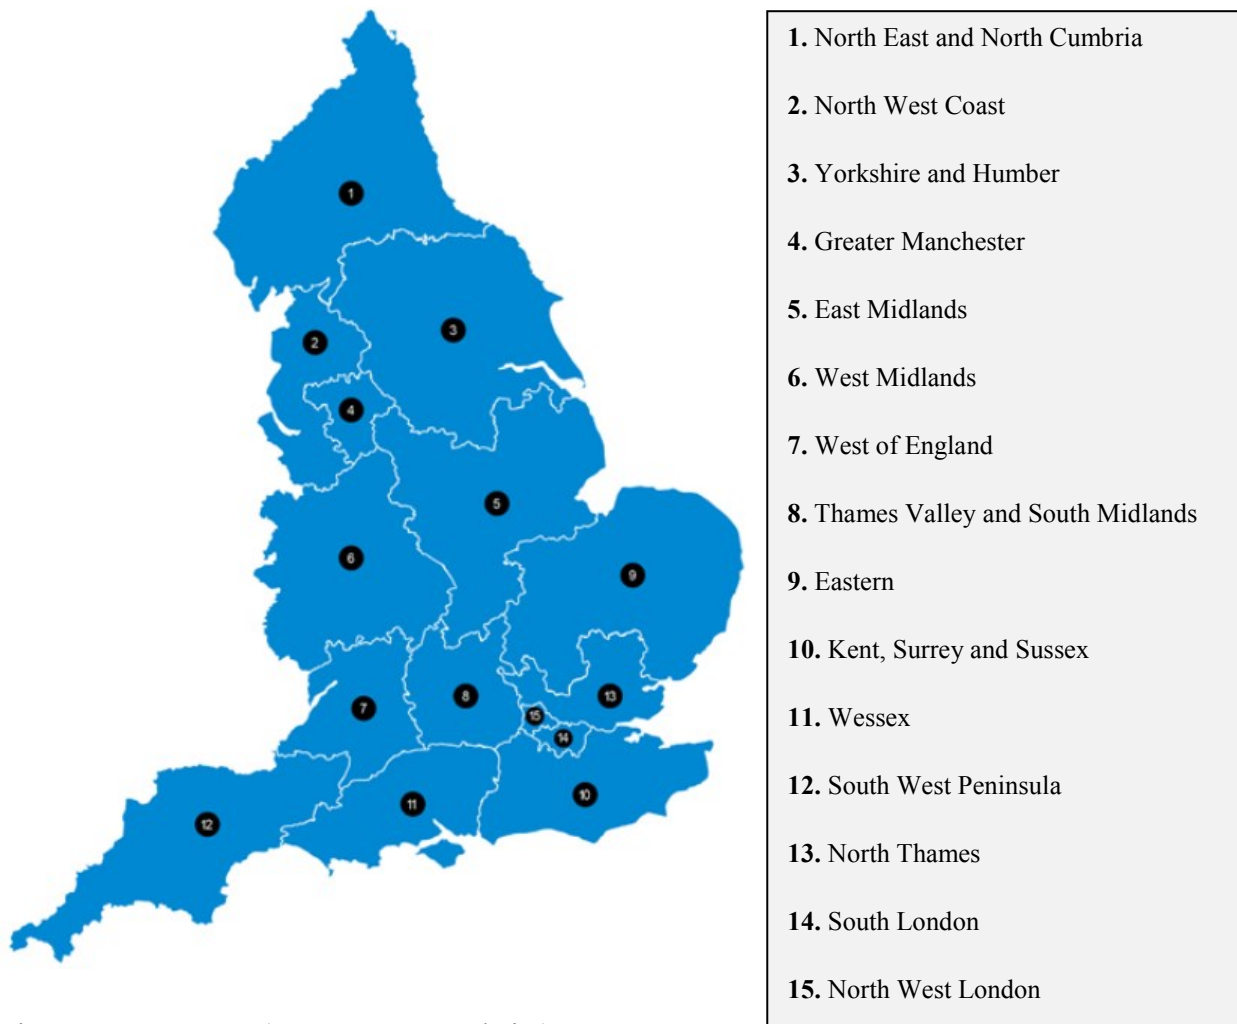 1. North East and North Cumbria
2. North West Coast
3. Yorkshire and Humber
4. Greater Manchester
5. East Midlands
6. West Midlands
7. West of England
8. Thames Valley and South Midlands
9. Eastern
10. Kent, Surrey and Sussex
11. Wessex
12. South West Peninsula
13. North Thames
14. South London
15. North West London
1
2
3
4
5
6
9
8
13
7
15
14
10
11
12